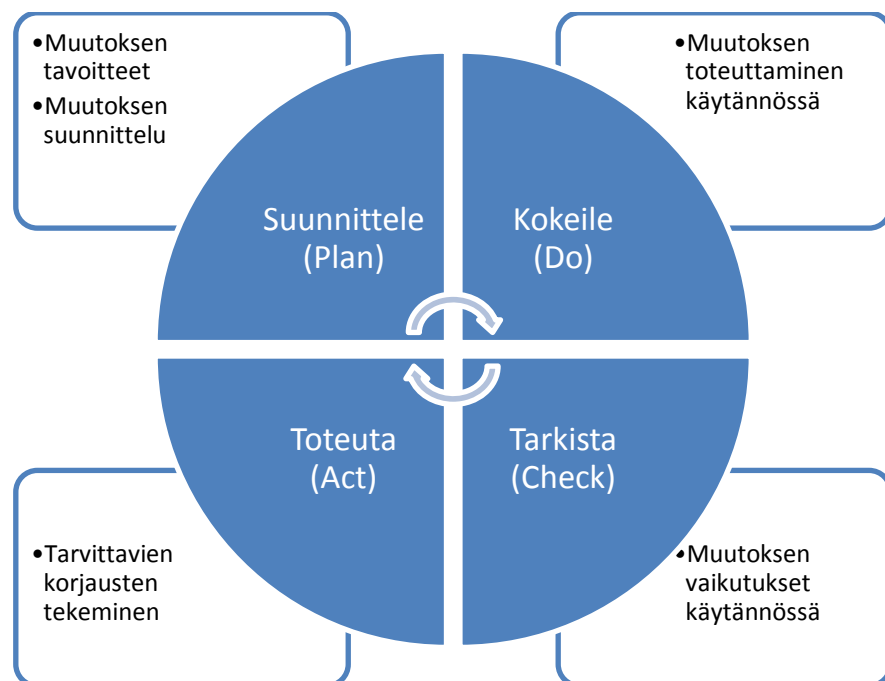 •Muutoksen
tavoitteet
•Muutoksen
suunnittelu
•Muutoksen
toteuttaminen
käytännössä
Suunnittele
(Plan)
Kokeile
(Do)
Toteuta
(Act)
Tarkista
(Check)
•Tarvittavien
korjausten
tekeminen
•Muutoksen
vaikutukset
käytännössä